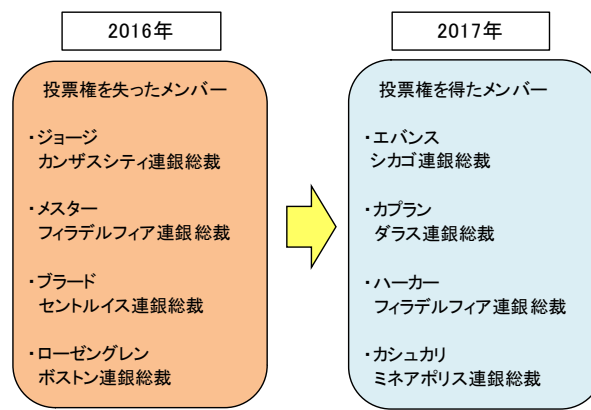 2016年
投票権を失ったメンバー
・ジョージ
カンザスシティ連銀総裁
・メスター
フィラデルフィア連銀総裁
・ブラード
セントルイス連銀総裁
・ローゼングレン
ボストン連銀総裁
2017年
投票権を得たメンバー
・エバンス
シカゴ連銀総裁
・カプラン
ダラス連銀総裁
・ハーカー
フィラデルフィア連銀総裁
・カシュカリ
ミネアポリス連銀総裁